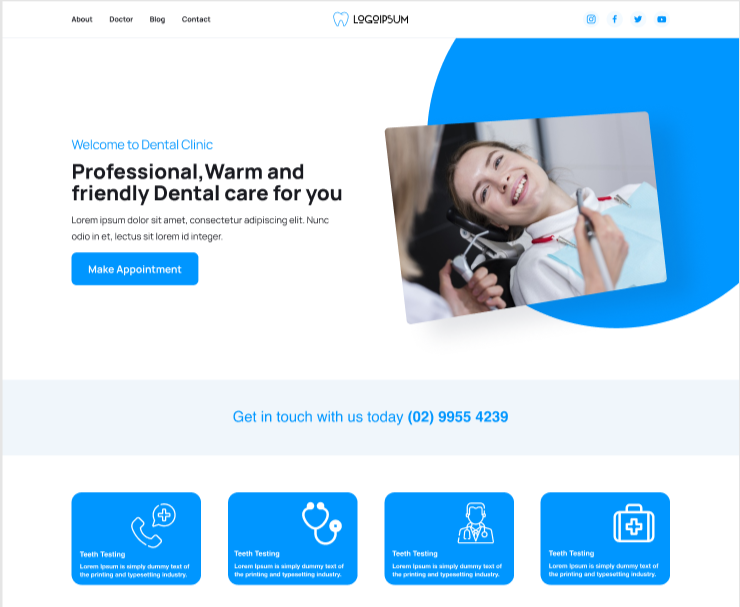 About Doctor Blog Contact LOGOIPSUM
Welcome to Dental Clinic
Professional,Warm and
friendly Dental care for you
Lorem ipsum dolor sit amet, consectetur adipiscing elit. Nunc
odio in et, lectus sit lorem id integer.
Make Appointment
Get in touch with us today (02) 9955 4239
Teeth Testing
Lorem Ipsum is simply dummy text of
the printing and typesetting industry.
Teeth Testing
Lorem Ipsum is simply dummy text of
the printing and typesetting industry.
Teeth Testing
Lorem Ipsum is simply dummy text of
the printing and typesetting industry.
Teeth Testing
Lorem Ipsum is simply dummy text of
the printing and typesetting industry.